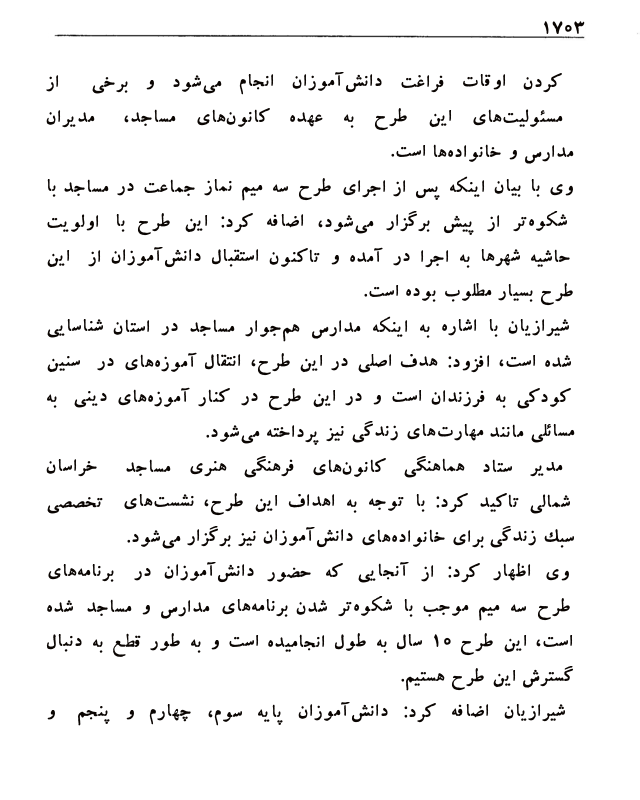 ۱۷۰۳
کردن اوقات فراغت دانش‌آموزان انجام می‌شود و برخی از
مسئولیت‌های این طرح به عهده کانون‌های مساجد، مدیران
مدارس و خانواده‌ها است.
وی با بیان اینکه پس از اجرای طرح سه میم نماز جماعت در مساجد با
شکوه‌تر از پیش برگزار می‌شود، اضافه کرد: این طرح با اولویت
حاشیه شهرها به اجرا در آمده و تاکنون استقبال دانش‌آموزان از این
طرح بسیار مطلوب بوده است.
شیرازیان با اشاره به اینکه مدارس هم‌جوار مساجد در استان شناسایی
شده است، افزود: هدف اصلی در این طرح، انتقال آموزه‌های در سنین
کودکی به فرزندان است و در این طرح در کنار آموزه‌های دینی به
مسائلی مانند مهارت‌های زندگی نیز پرداخته می‌شود.
مدیر ستاد هماهنگی کانون‌های فرهنگی هنری مساجد خراسان
شمالی تاکید کرد: با توجه به اهداف این طرح، نشست‌های تخصصی
سبک زندگی برای خانواده‌های دانش‌آموزان نیز برگزار می‌شود.
وی اظهار کرد: از آنجایی که حضور دانش‌آموزان در برنامه‌های
طرح سه میم موجب با شکوه‌تر شدن برنامه‌های مدارس و مساجد شده
است، این طرح ۱۰ سال به طول انجامیده است و به طور قطع به دنبال
گسترش این طرح هستیم.
شیرازیان اضافه کرد: دانش‌آموزان پایه سوم، چهارم و پنجم و